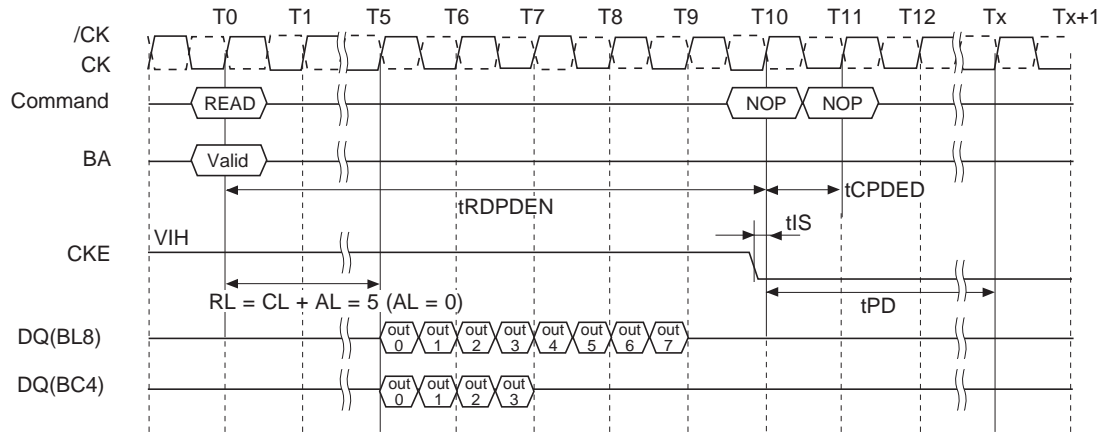 T0 T1 T5 T6 T7 T8 T9 T10 T11 T12 Tx Tx+1
/CK
CK
Command READ NOP NOP
BA Valid
tRDPDEN tCPDED
tIS
VIH
CKE
RL = CL + AL = 5 (AL = 0) tPD
DQ(BL8) out 0 out 1 out 2 out 3 out 4 out 5 out 6 out 7
DQ(BC4) out 0 out 1 out 2 out 3